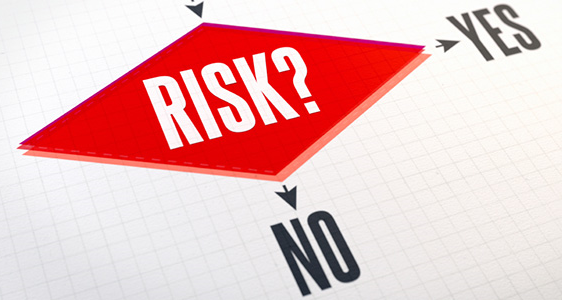 RISK?
YES
NO